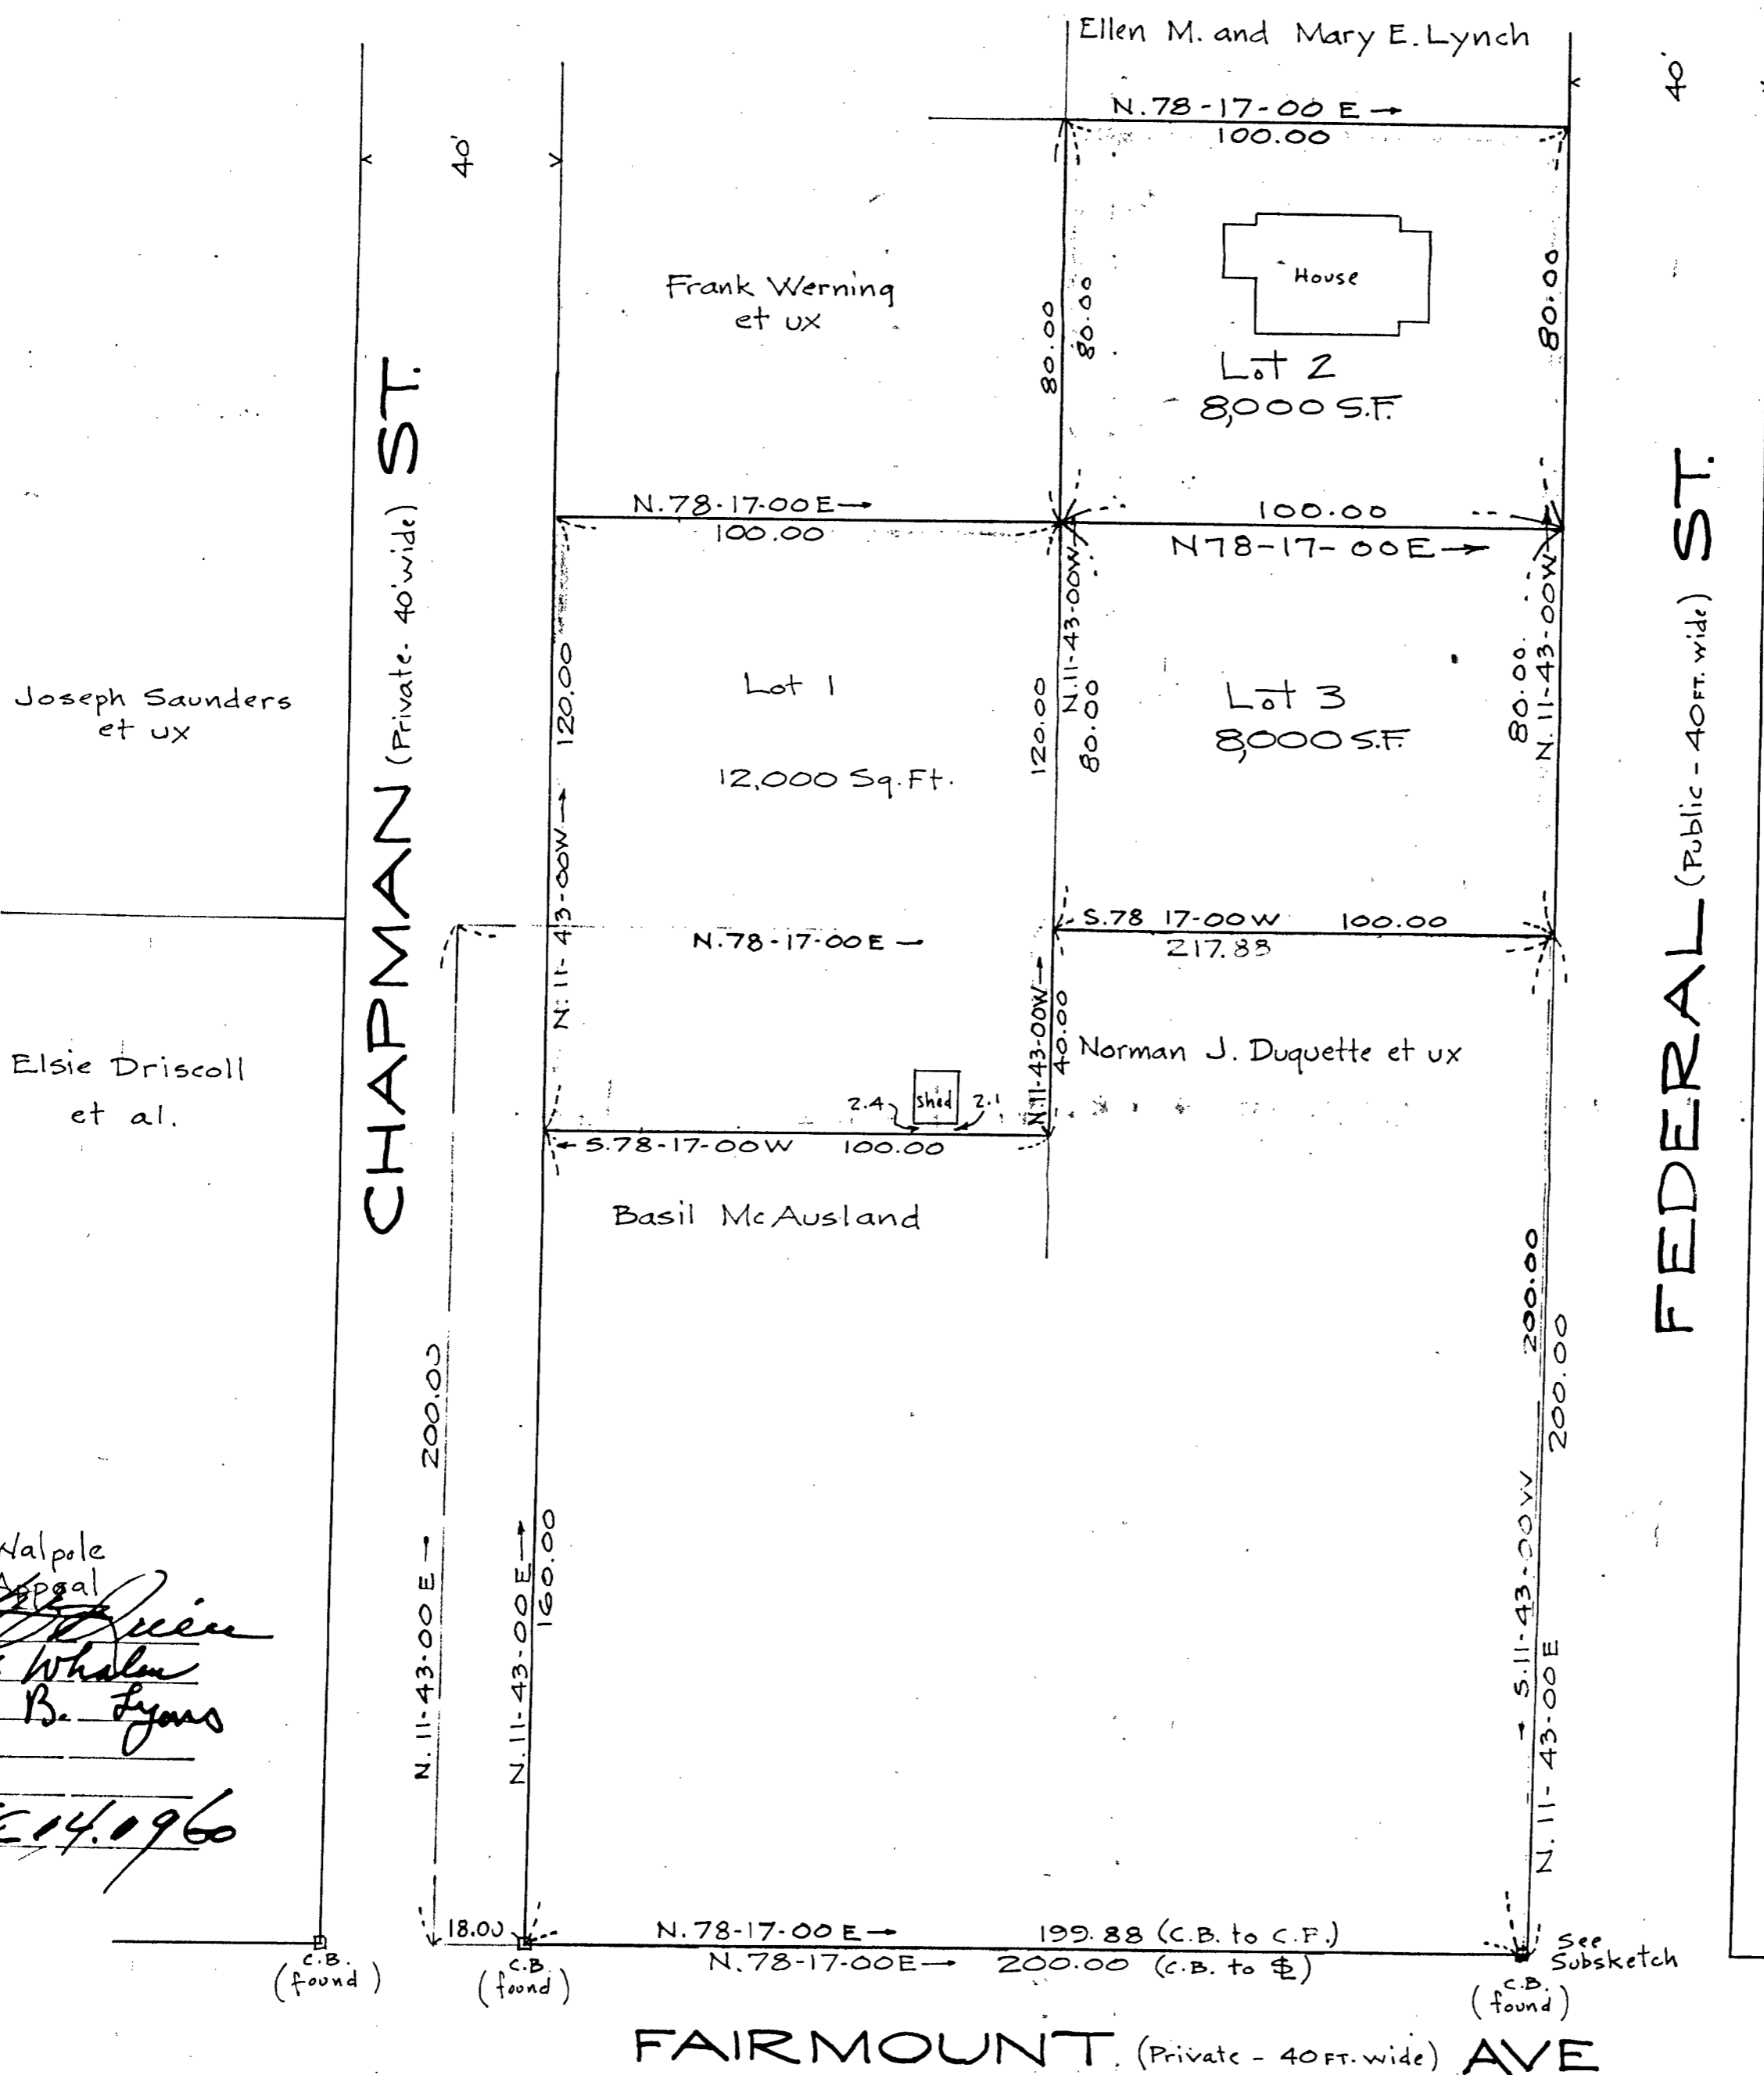 Ellen M. and Mary E. Lynch
N.78-17-00 E →
100.00
40'
40'
Frank Werning
et ux
80.00
80.00
House
80.00
Lot 2
8,000 S.F.
CHAPMAN (Private- 40'wide) ST.
N.78-17-00E→
100.00
100.00
N78-17-00E→
FEDERAL (Public - 40 FT. wide) ST.
Joseph Saunders
et ux
120.00
N.11-43-00W→
Lot 1
12,000 Sq.Ft.
120.00
N.11-43-00W
80.00
Lot 3
8,000 S.F.
80.00
N.11-43-00W
N.78-17-00E →
S.78 17-00W 100.00
217.88
N.11-43-00W→
40.00
Norman J. Duquette et ux
Elsie Driscoll
et al.
2.4
shed
2.1
←S.78-17-00W 100.00
Basil McAusland
200.00
N.11-43-00 E →
160.00
N.11-43-00E→
200.00
← S.11-43-00W
200.00
N.11-43-00E
Walpole
Appeal
Whalen
B. Lyons
E 14. 1960
18.00
N.78-17-00E→ 199.88 (C.B. to C.F.)
N.78-17-00E→ 200.00 (C.B. to ⅊)
See
Subsketch
C.B.
(found)
C.B.
(found)
C.B.
(found)
FAIRMOUNT (Private - 40 FT. wide) AVE